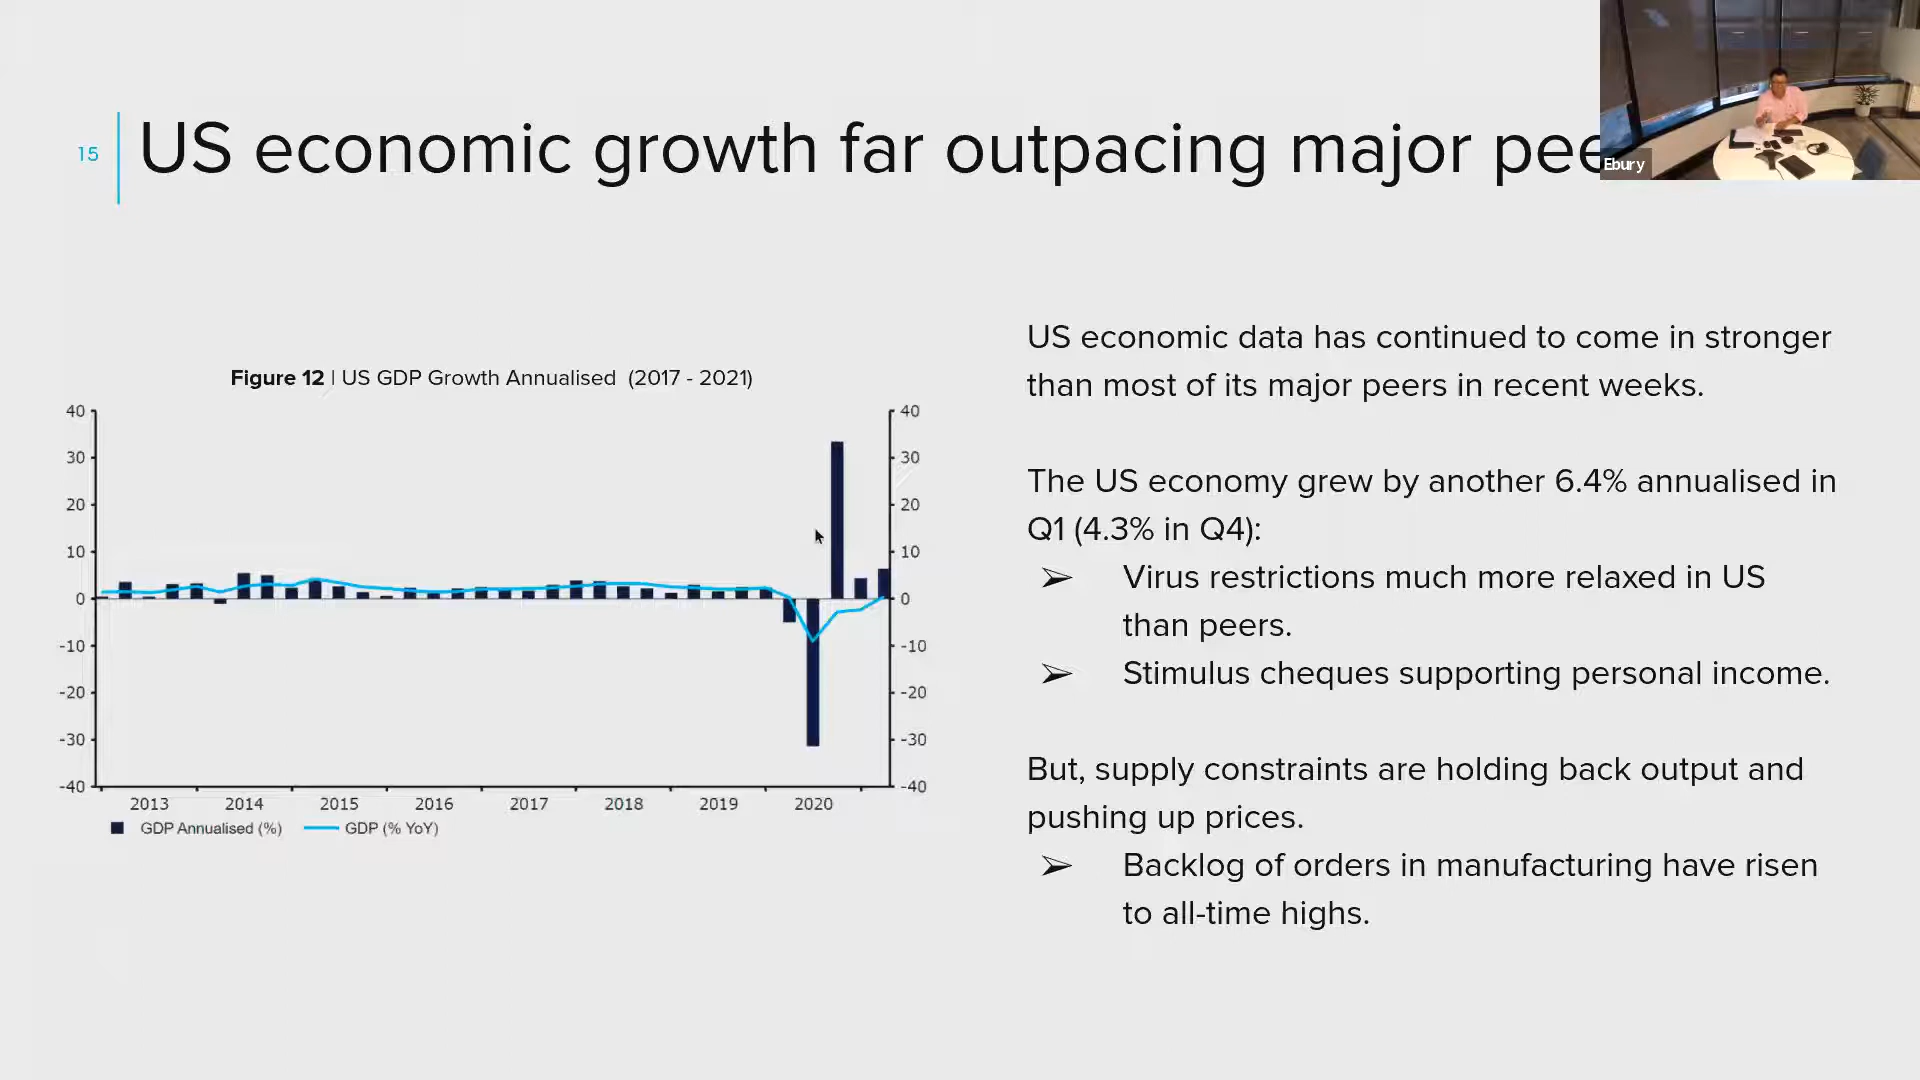 15
US economic growth far outpacing major pee
Ebury
Figure 12 | US GDP Growth Annualised (2017 - 2021)
40 40
30 30
20 20
10 10
0 0
-10 -10
-20 -20
-30 -30
-40 -40
2013 2014 2015 2016 2017 2018 2019 2020
GDP Annualised (%) GDP (% YoY)
US economic data has continued to come in stronger
than most of its major peers in recent weeks.
The US economy grew by another 6.4% annualised in
Q1 (4.3% in Q4):
➢ Virus restrictions much more relaxed in US
than peers.
➢ Stimulus cheques supporting personal income.
But, supply constraints are holding back output and
pushing up prices.
➢ Backlog of orders in manufacturing have risen
to all-time highs.